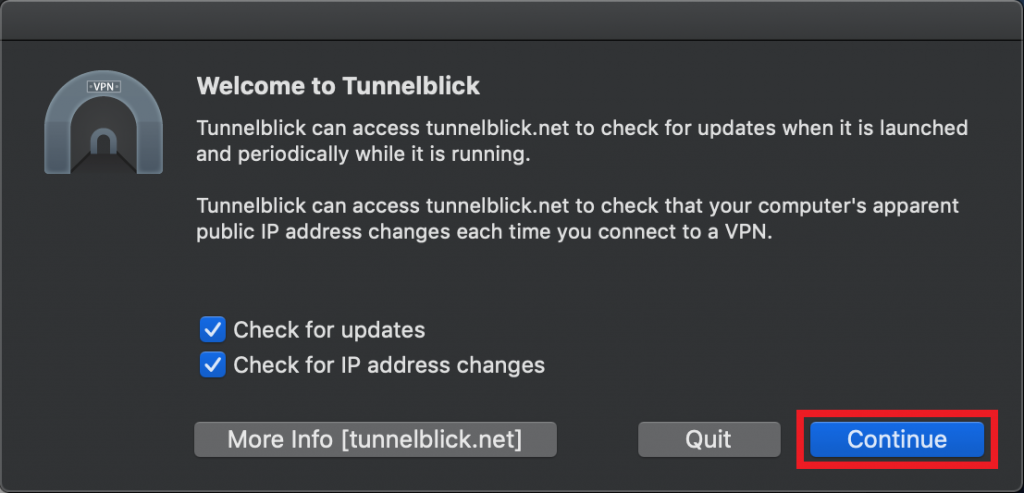 -VPN-
Welcome to Tunnelblick
Tunnelblick can access tunnelblick.net to check for updates when it is launched
and periodically while it is running.
Tunnelblick can access tunnelblick.net to check that your computer's apparent
public IP address changes each time you connect to a VPN.
Check for updates
Check for IP address changes
More Info [tunnelblick.net]
Quit
Continue